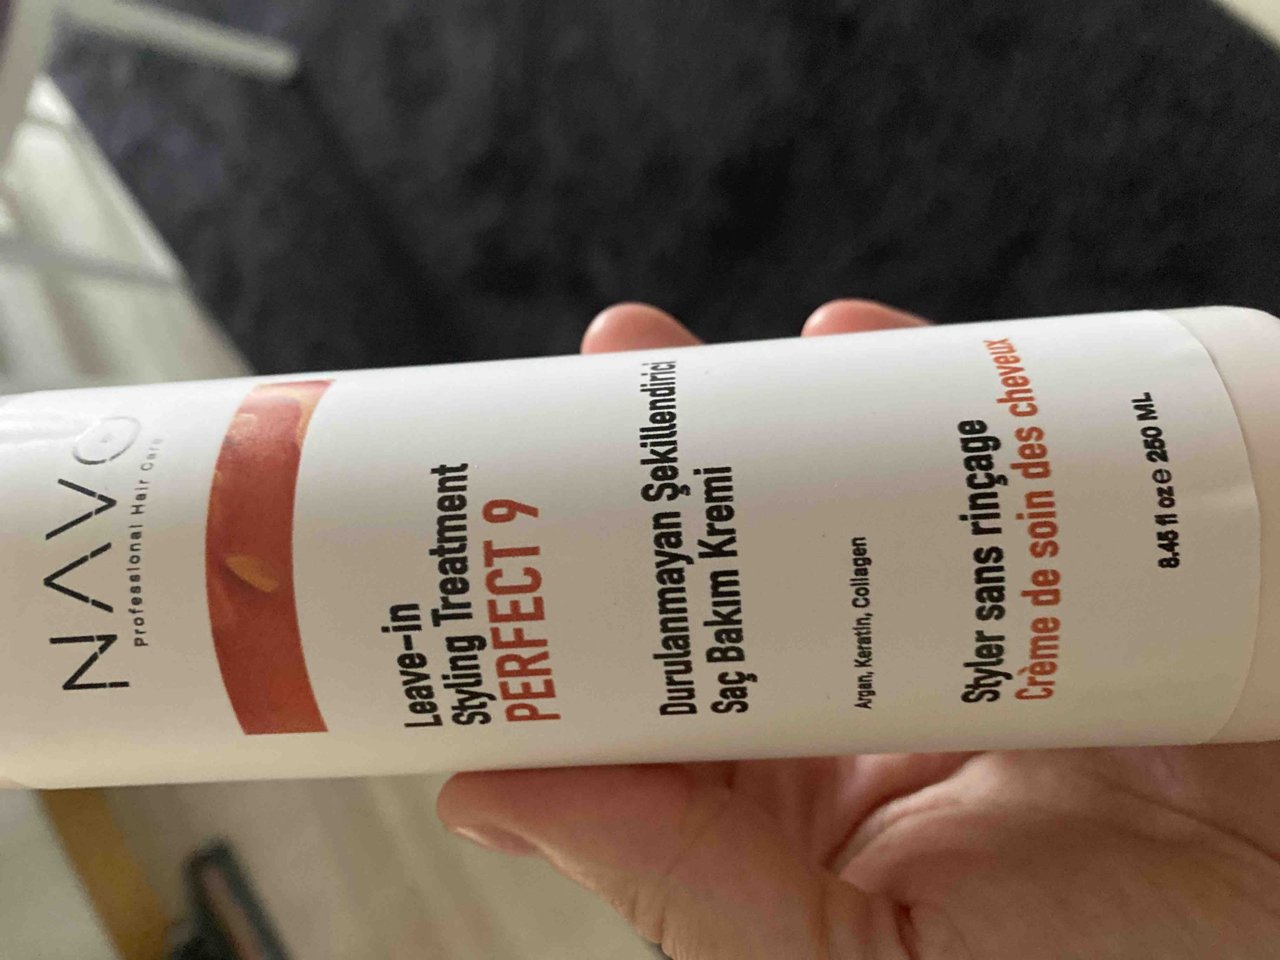 NAVO
Professional Hair Care
Leave-in
Styling Treatment
PERFECT 9
Durulanmayan Şekillendirici
Saç Bakım Kremi
Argan, Keratin, Collagen
Styler sans rinçage
Crème de soin des cheveux
8.45 fl oz e 250 ML